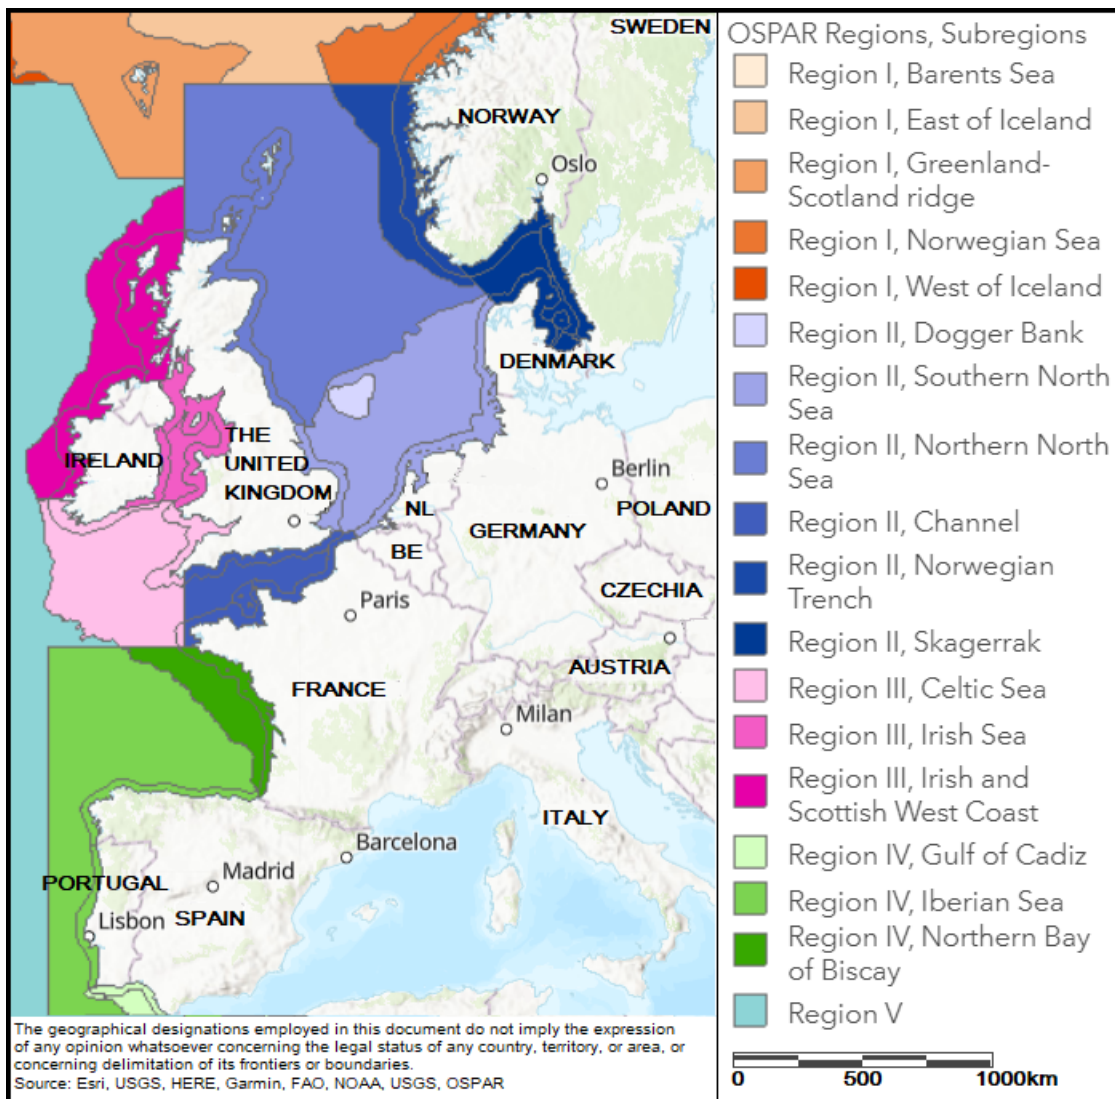 SWEDEN
NORWAY
Oslo
DENMARK
IRELAND
THE
UNITED
KINGDOM
NL
BE
Berlin
POLAND
GERMANY
CZECHIA
Paris
AUSTRIA
FRANCE
Milan
ITALY
Barcelona
Madrid
PORTUGAL
Lisbon
SPAIN
The geographical designations employed in this document do not imply the expression
of any opinion whatsoever concerning the legal status of any country, territory, or area, or
concerning delimitation of its frontiers or boundaries.
Source: Esri, USGS, HERE, Garmin, FAO, NOAA, USGS, OSPAR
OSPAR Regions, Subregions
Region I, Barents Sea
Region I, East of Iceland
Region I, Greenland-
Scotland ridge
Region I, Norwegian Sea
Region I, West of Iceland
Region II, Dogger Bank
Region II, Southern North
Sea
Region II, Northern North
Sea
Region II, Channel
Region II, Norwegian
Trench
Region II, Skagerrak
Region III, Celtic Sea
Region III, Irish Sea
Region III, Irish and
Scottish West Coast
Region IV, Gulf of Cadiz
Region IV, Iberian Sea
Region IV, Northern Bay
of Biscay
Region V
0 500 1000km